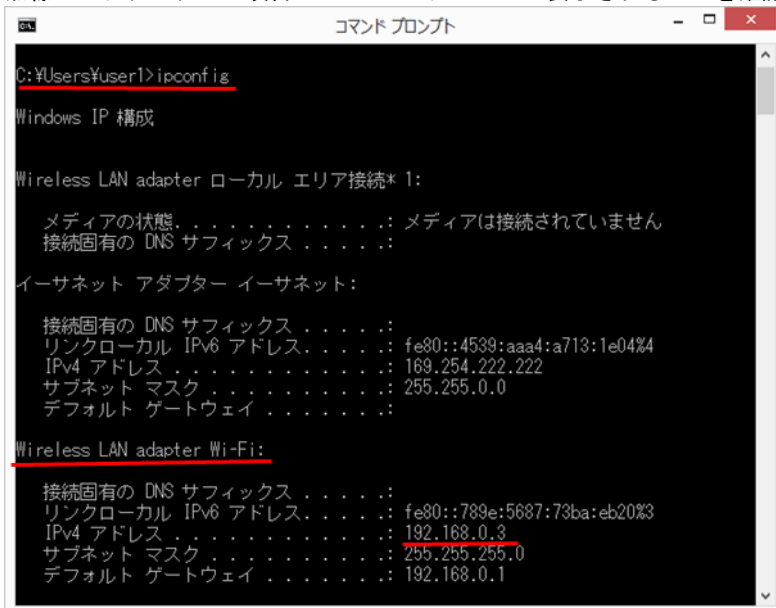 コマンド プロンプト
C:¥Users¥user1>ipconfig
Windows IP 構成
Wireless LAN adapter ローカル エリア接続* 1:
メディアの状態. . . . . . . . . . . .: メディアは接続されていません
接続固有の DNS サフィックス . . . . .:
イーサネット アダプター イーサネット:
接続固有の DNS サフィックス . . . . .:
リンクローカル IPv6 アドレス. . . . .: fe80::4539:aaa4:a713:1e04%4
IPv4 アドレス . . . . . . . . . . . .: 169.254.222.222
サブネット マスク . . . . . . . . . .: 255.255.0.0
デフォルト ゲートウェイ . . . . . . .:
Wireless LAN adapter Wi-Fi:
接続固有の DNS サフィックス . . . . .:
リンクローカル IPv6 アドレス. . . . .: fe80::789e:5687:73ba:eb20%3
IPv4 アドレス . . . . . . . . . . . .: 192.168.0.3
サブネット マスク . . . . . . . . . .: 255.255.255.0
デフォルト ゲートウェイ . . . . . . .: 192.168.0.1